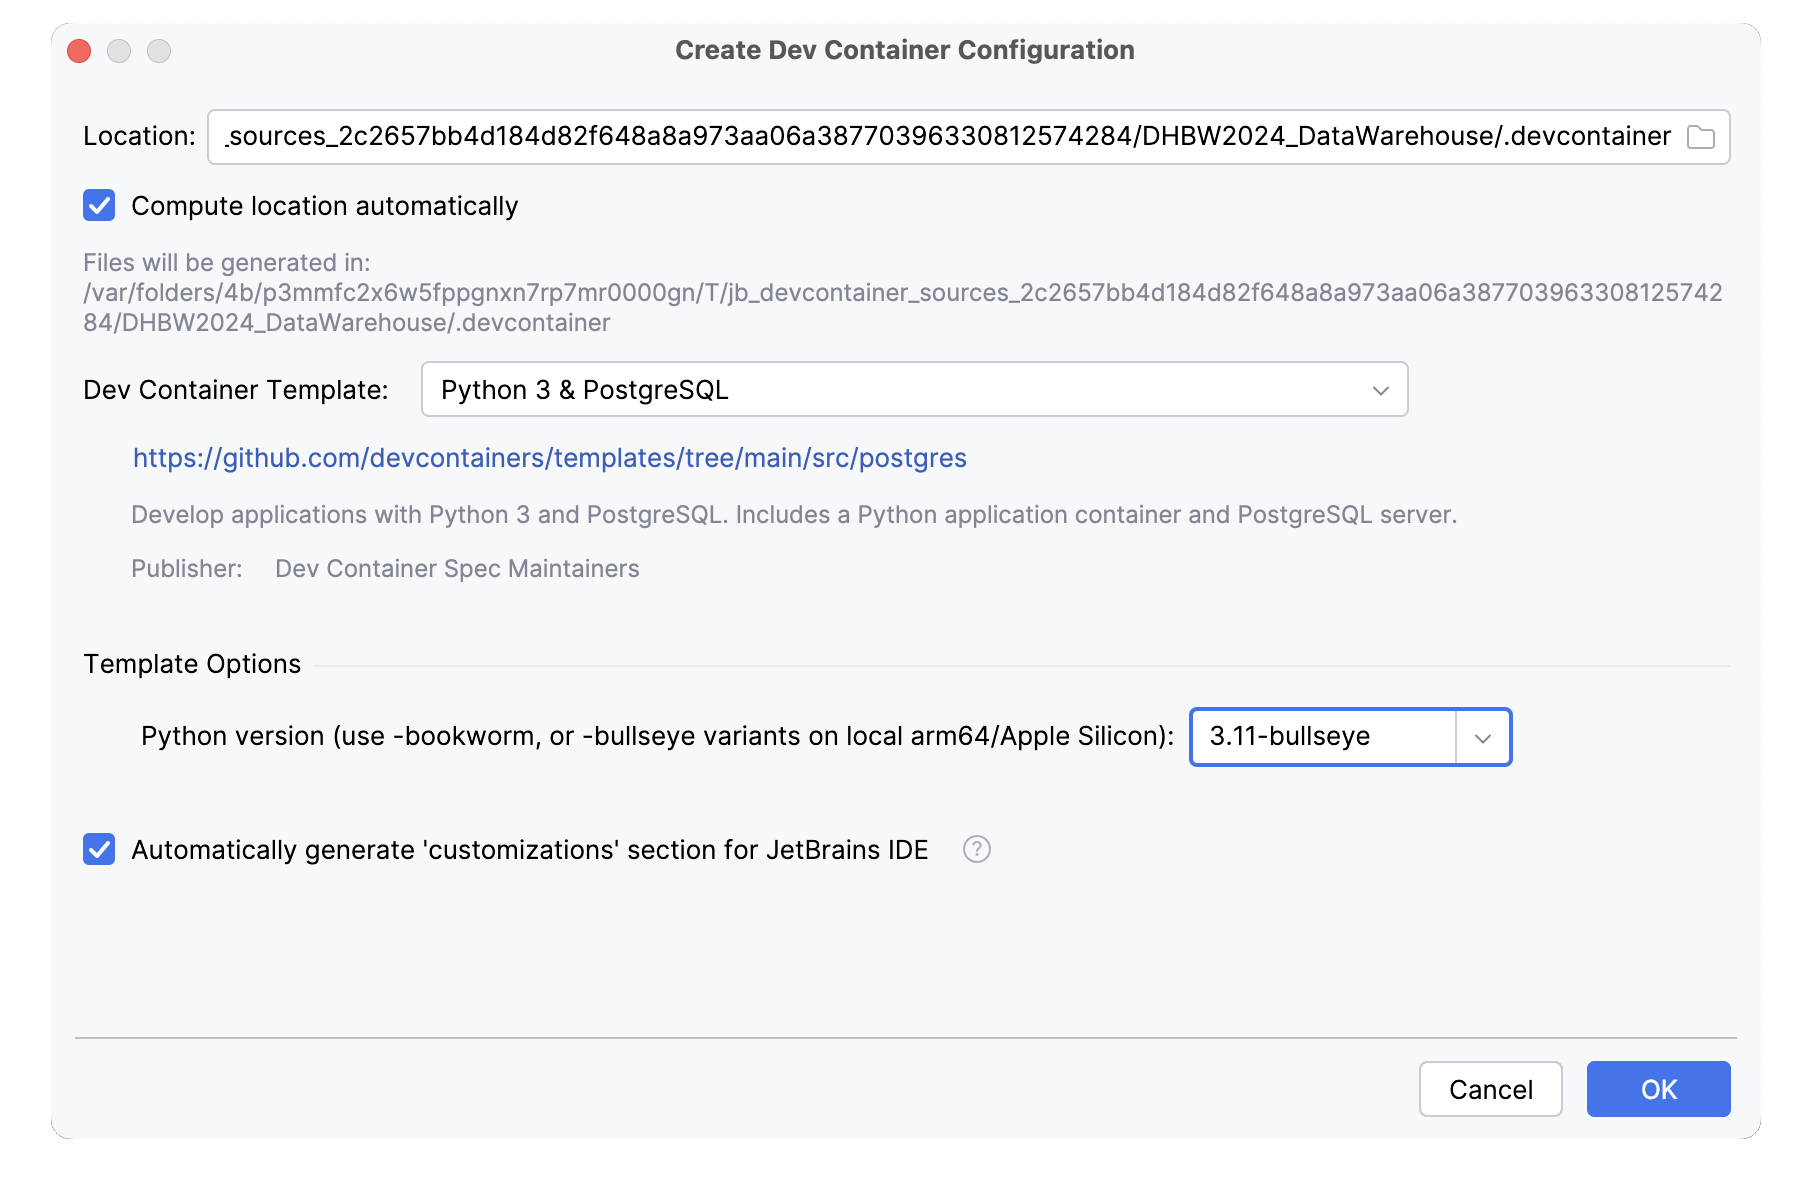 Create Dev Container Configuration
Location: _sources_2c2657bb4d184d82f648a8a973aa06a38770396330812574284/DHBW2024_DataWarehouse/.devcontainer
Compute location automatically
Files will be generated in:
/var/folders/4b/p3mmfc2x6w5fppgnxn7rp7mr0000gn/T/jb_devcontainer_sources_2c2657bb4d184d82f648a8a973aa06a387703963308125742
84/DHBW2024_DataWarehouse/.devcontainer
Dev Container Template: Python 3 & PostgreSQL
https://github.com/devcontainers/templates/tree/main/src/postgres
Develop applications with Python 3 and PostgreSQL. Includes a Python application container and PostgreSQL server.
Publisher: Dev Container Spec Maintainers
Template Options
Python version (use -bookworm, or -bullseye variants on local arm64/Apple Silicon): 3.11-bullseye
Automatically generate 'customizations' section for JetBrains IDE ?
Cancel OK